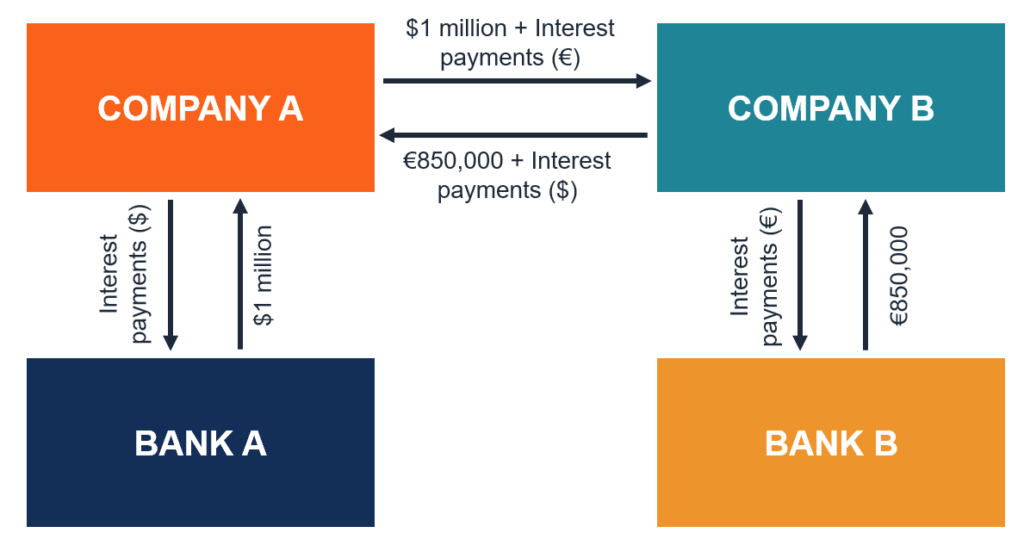 $1 million + Interest
payments (€)
COMPANY A
COMPANY B
€850,000 + Interest
payments ($)
Interest
payments ($)
$1 million
Interest
payments (€)
€850,000
BANK A
BANK B